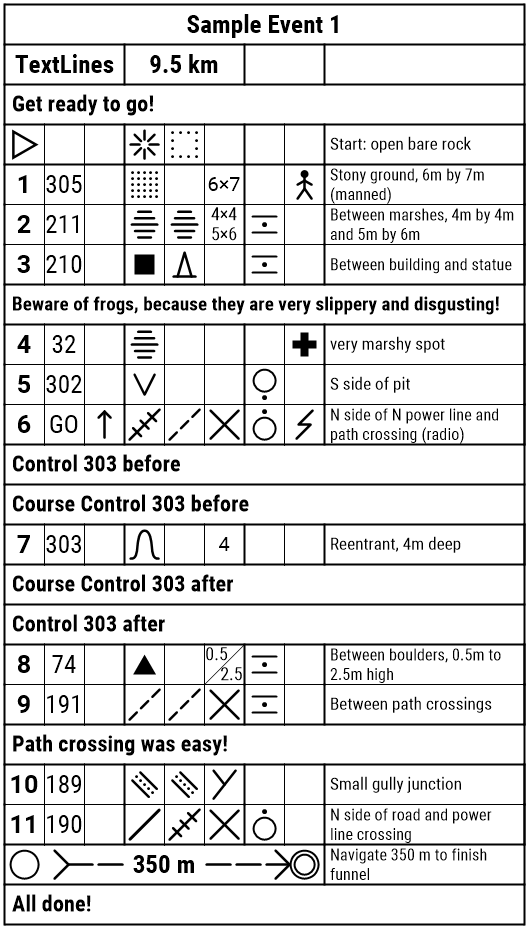 Sample Event 1
TextLines 9.5 km
Get ready to go!
Start: open bare rock
1 305 6×7 Stony ground, 6m by 7m
(manned)
2 211 4×4 Between marshes, 4m by 4m
5×6 and 5m by 6m
3 210 Between building and statue
Beware of frogs, because they are very slippery and disgusting!
4 32 very marshy spot
5 302 S side of pit
6 GO N side of N power line and
path crossing (radio)
Control 303 before
Course Control 303 before
7 303 4 Reentrant, 4m deep
Course Control 303 after
Control 303 after
8 74 0.5/2.5 Between boulders, 0.5m to
2.5m high
9 191 Between path crossings
Path crossing was easy!
10 189 Small gully junction
11 190 N side of road and power
line crossing
350 m Navigate 350 m to finish
funnel
All done!